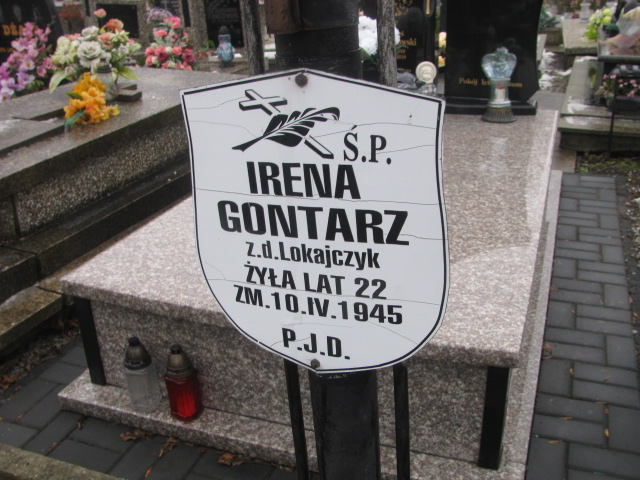 Ś.P.
IRENA
GONTARZ
z.d.Lokajczyk
ŻYŁA LAT 22
ZM.10.IV.1945
P.J.D.